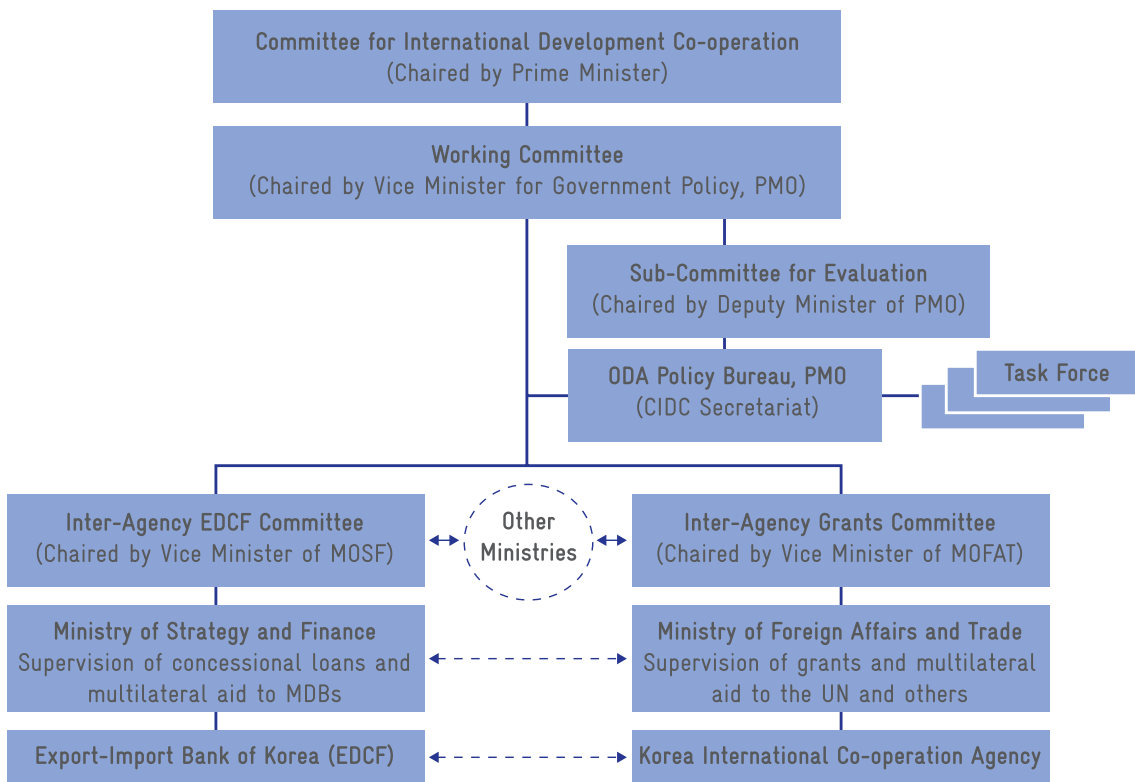 Committee for International Development Co-operation
(Chaired by Prime Minister)
Working Committee
(Chaired by Vice Minister for Government Policy, PMO)
Sub-Committee for Evaluation
(Chaired by Deputy Minister of PMO)
ODA Policy Bureau, PMO
(CIDC Secretariat)
Task Force
Inter-Agency EDCF Committee
(Chaired by Vice Minister of MOSF)
Other
Ministries
Inter-Agency Grants Committee
(Chaired by Vice Minister of MOFAT)
Ministry of Strategy and Finance
Supervision of concessional loans and
multilateral aid to MDBs
Ministry of Foreign Affairs and Trade
Supervision of grants and multilateral
aid to the UN and others
Export-Import Bank of Korea (EDCF)
Korea International Co-operation Agency